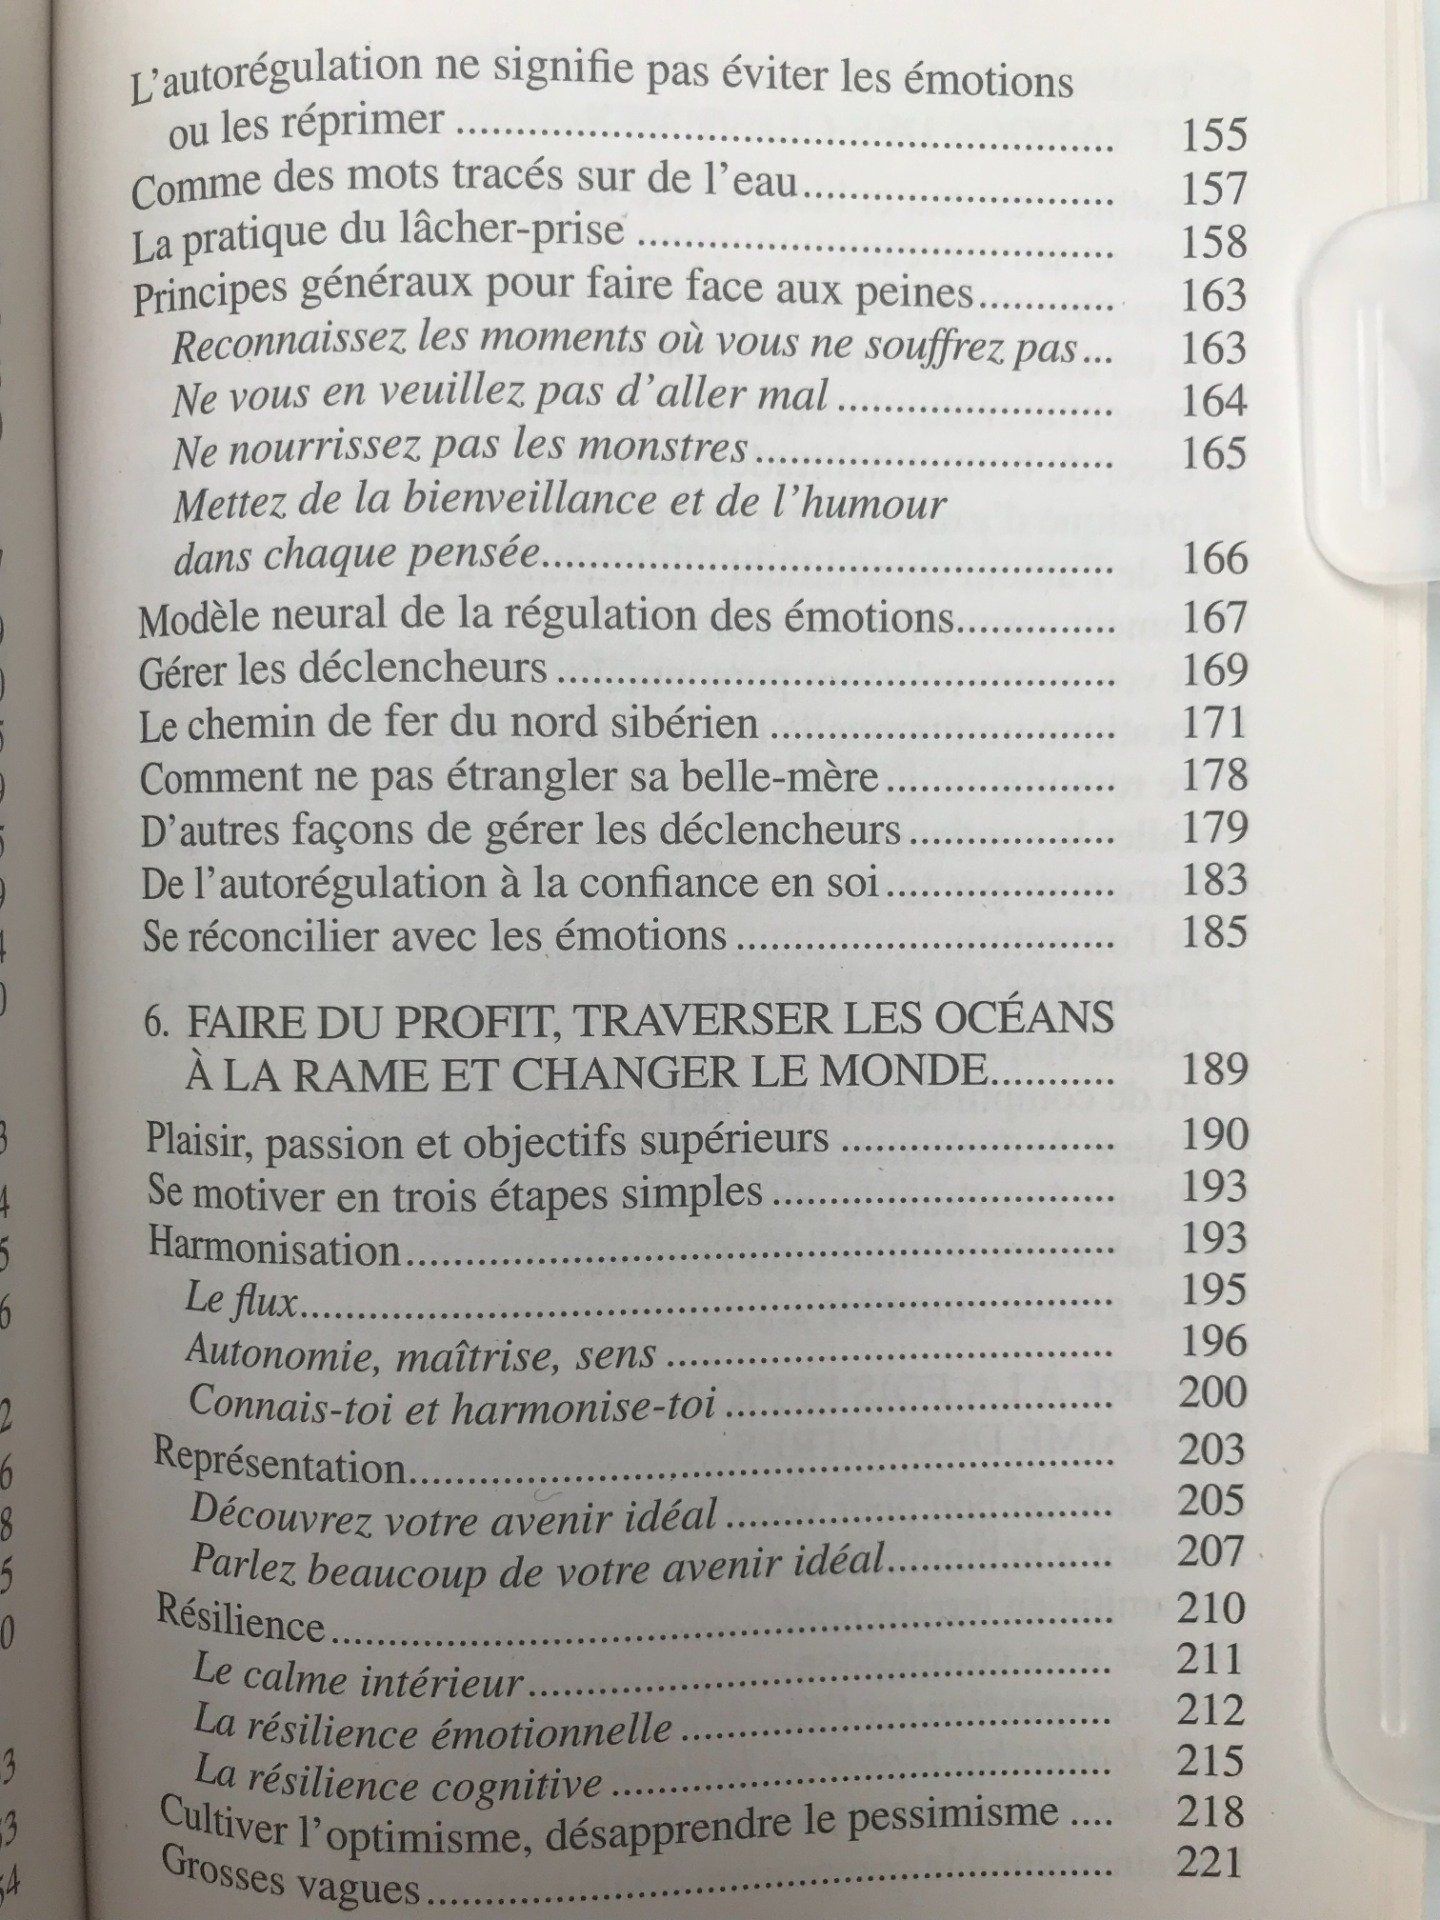 L'autorégulation ne signifie pas éviter les émotions
ou les réprimer ........................................................ 155
Comme des mots tracés sur de l'eau.......................... 157
La pratique du lâcher-prise ........................................ 158
Principes généraux pour faire face aux peines............ 163
Reconnaissez les moments où vous ne souffrez pas... 163
Ne vous en veuillez pas d'aller mal ........................ 164
Ne nourrissez pas les monstres............................... 165
Mettez de la bienveillance et de l'humour
dans chaque pensée................................................ 166
Modèle neural de la régulation des émotions.............. 167
Gérer les déclencheurs ............................................... 169
Le chemin de fer du nord sibérien ............................. 171
Comment ne pas étrangler sa belle-mère................... 178
D'autres façons de gérer les déclencheurs ................. 179
De l'autorégulation à la confiance en soi................... 183
Se réconcilier avec les émotions ................................ 185
6. FAIRE DU PROFIT, TRAVERSER LES OCÉANS
À LA RAME ET CHANGER LE MONDE........... 189
Plaisir, passion et objectifs supérieurs ....................... 190
Se motiver en trois étapes simples ............................. 193
Harmonisation............................................................ 193
Le flux..................................................................... 195
Autonomie, maîtrise, sens ...................................... 196
Connais-toi et harmonise-toi ................................. 200
Représentation............................................................ 203
Découvrez votre avenir idéal ................................. 205
Parlez beaucoup de votre avenir idéal................... 207
Résilience................................................................... 210
Le calme intérieur.................................................. 211
La résilience émotionnelle ..................................... 212
La résilience cognitive ........................................... 215
Cultiver l'optimisme, désapprendre le pessimisme .... 218
Grosses vagues........................................................... 221